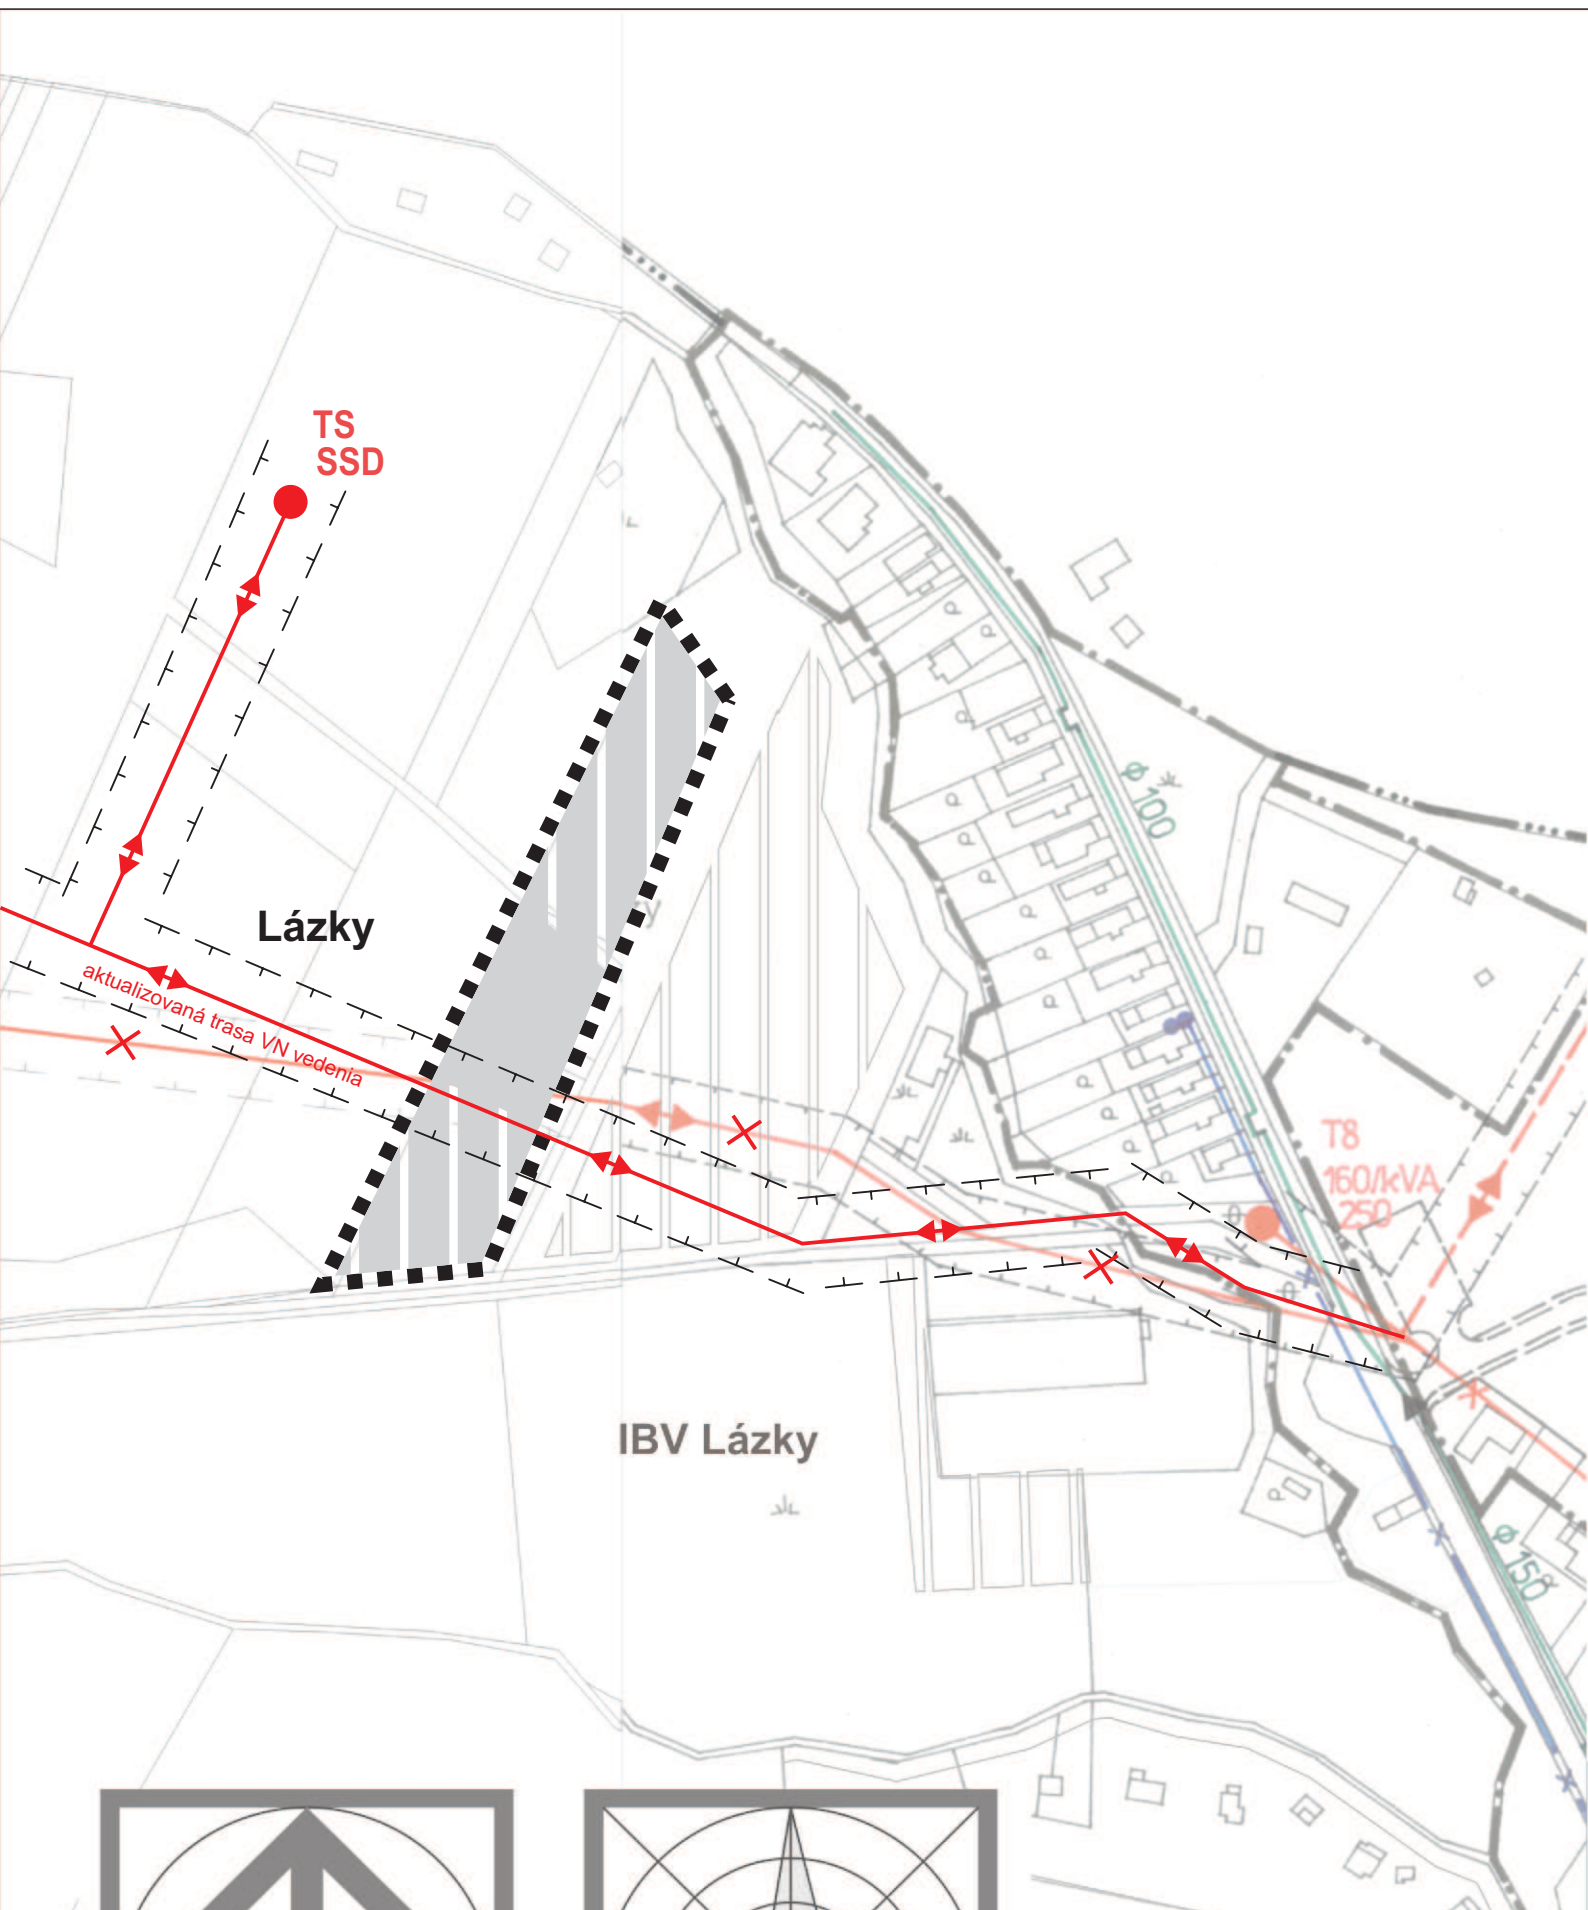 TS
SSD
ø 100
Lázky
aktualizovaná trasa VN vedenia
T8
160/kVA
250
IBV Lázky
ø 150